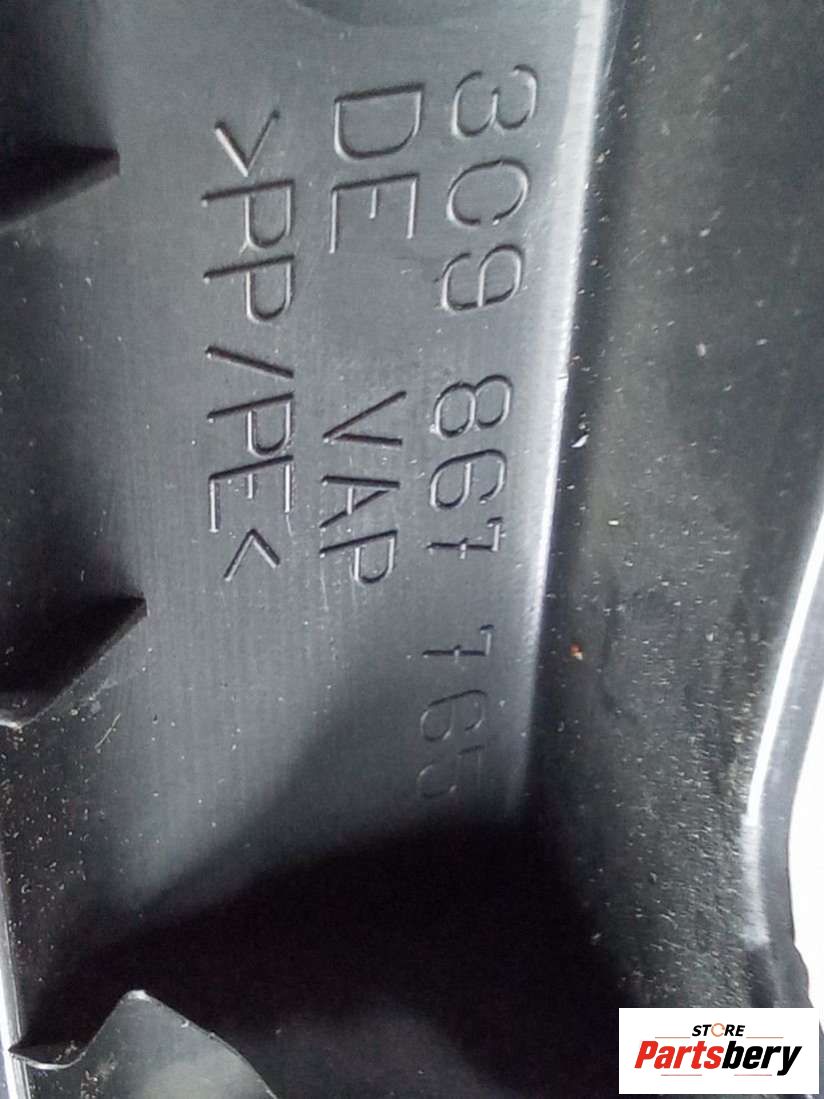 3C9 867 765
DE VAP
>PP/PE<
STORE
Partsbery